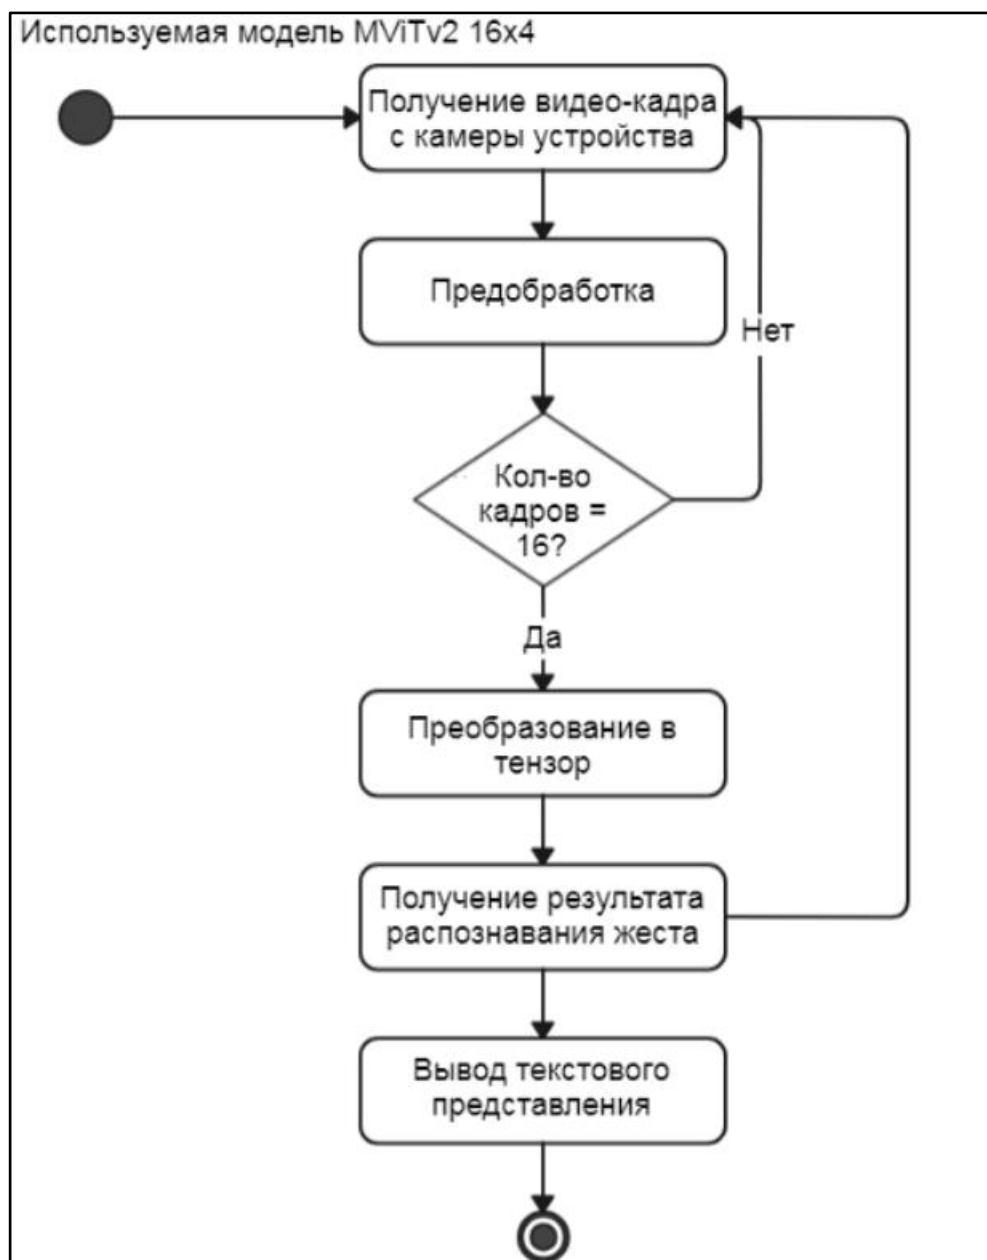 Используемая модель MViTv2 16x4
Получение видео-кадра
с камеры устройства
Предобработка
Нет
Кол-во
кадров =
16?
Да
Преобразование в
тензор
Получение результата
распознавания жеста
Вывод текстового
представления